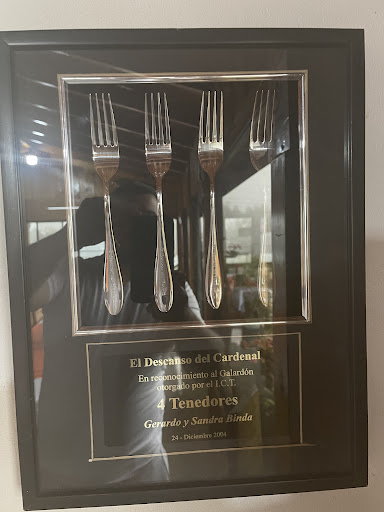 El Descanso del Cardenal
En reconocimiento al Galardón
otorgado por el I.C.T.
4 Tenedores
Gerardo y Sandra Binda
24 - Diciembre 2004